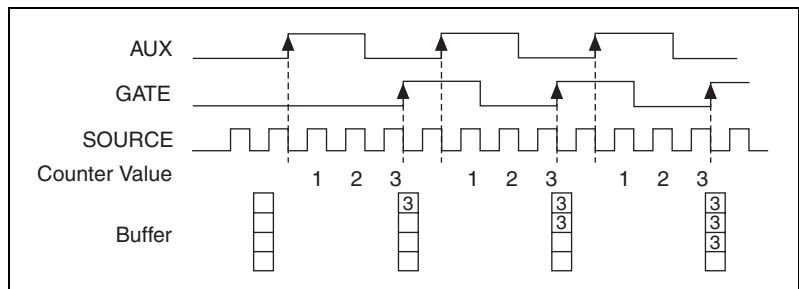 AUX
GATE
SOURCE
Counter Value 1 2 3 1 2 3 1 2 3
3 3 3
Buffer 3 3
3